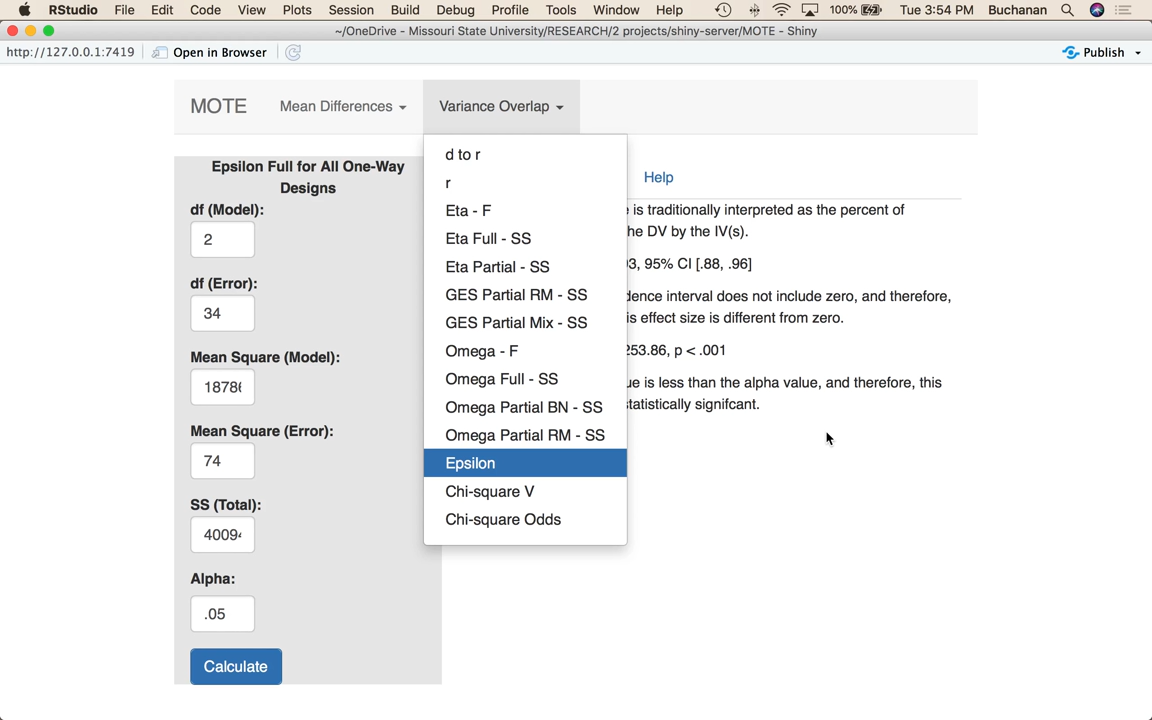 RStudio File Edit Code View Plots Session Build Debug Profile Tools Window Help 100% Tue 3:54 PM Buchanan
~/OneDrive - Missouri State University/RESEARCH/2 projects/shiny-server/MOTE - Shiny
http://127.0.0.1:7419 Open in Browser Publish
MOTE Mean Differences Variance Overlap
Epsilon Full for All One-Way
Designs
df (Model):
2
df (Error):
34
Mean Square (Model):
18786
Mean Square (Error):
74
SS (Total):
40094
Alpha:
.05
Calculate
d to r
r
Eta - F
Eta Full - SS
Eta Partial - SS
GES Partial RM - SS
GES Partial Mix - SS
Omega - F
Omega Full - SS
Omega Partial BN - SS
Omega Partial RM - SS
Epsilon
Chi-square V
Chi-square Odds
Help
is traditionally interpreted as the percent of
the DV by the IV(s).
3, 95% CI [.88, .96]
interval does not include zero, and therefore,
effect size is different from zero.
253.86, p < .001
is less than the alpha value, and therefore, this
statistically signifcant.